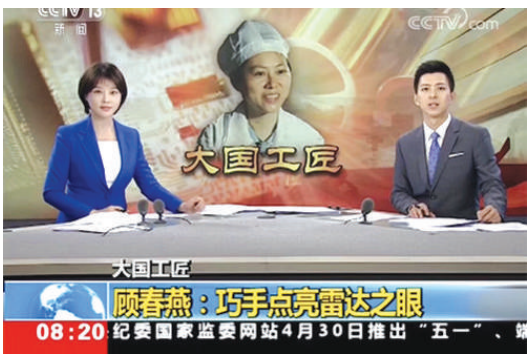 CCTV 13
新闻
CCTV.com
大国工匠
大国工匠
顾春燕：巧手点亮雷达之眼
08:20 纪委国家监委网站4月30日推出“五一”、